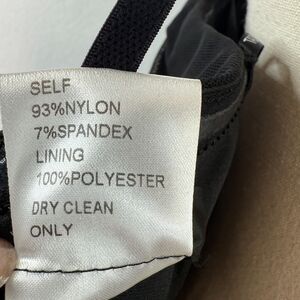 SELF
93%NYLON
7%SPANDEX
LINING
100%POLYESTER
DRY CLEAN
ONLY